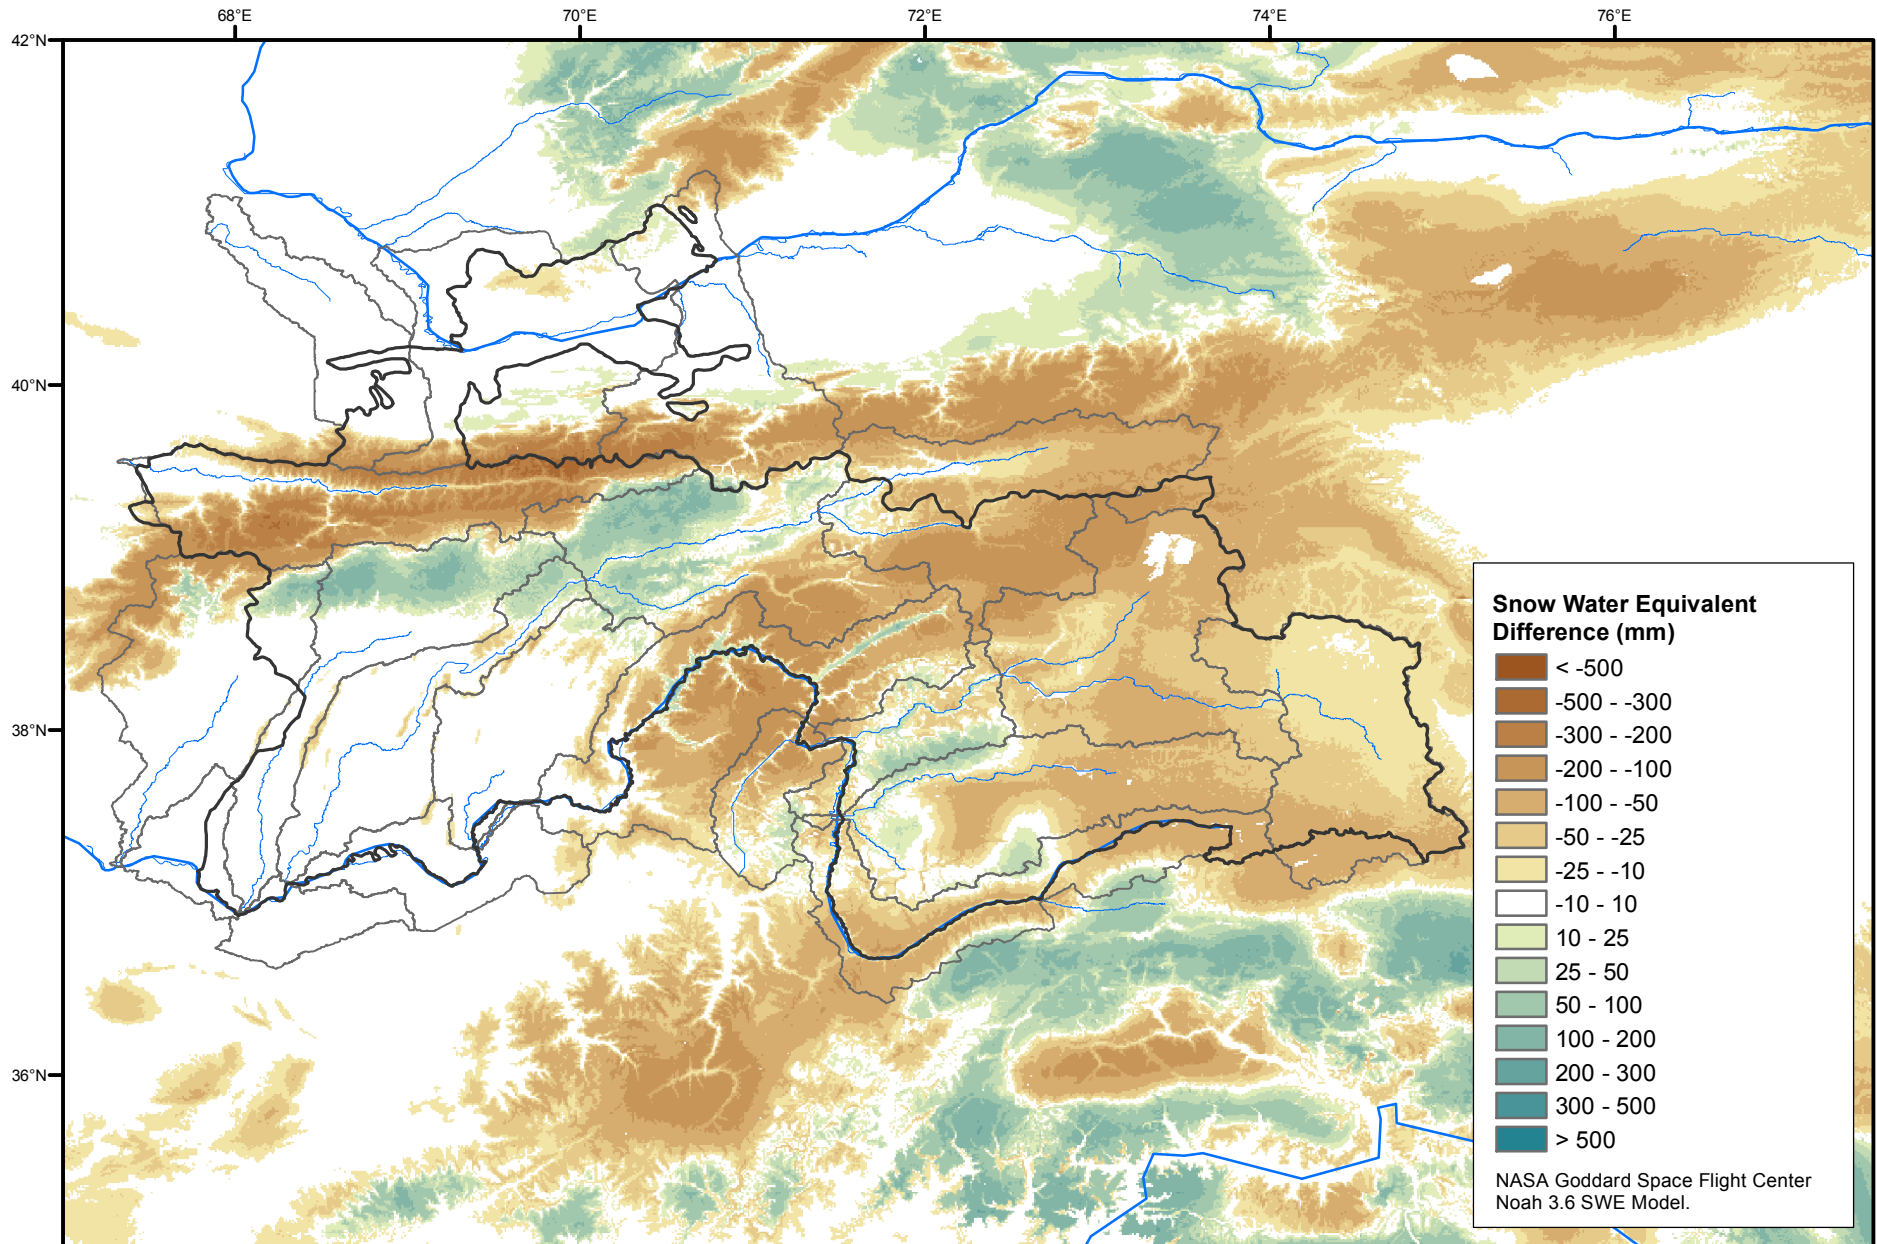 68°E
70°E
72°E
74°E
76°E
42°N
40°N
38°N
36°N
Snow Water Equivalent
Difference (mm)
< -500
-500 - -300
-300 - -200
-200 - -100
-100 - -50
-50 - -25
-25 - -10
-10 - 10
10 - 25
25 - 50
50 - 100
100 - 200
200 - 300
300 - 500
> 500
NASA Goddard Space Flight Center
Noah 3.6 SWE Model.